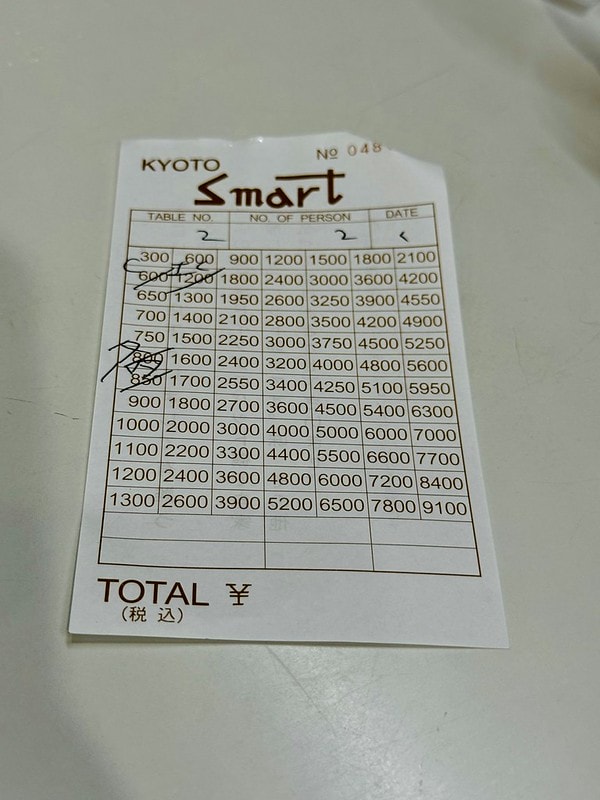 KYOTO
№ 048
Smart
TABLE NO. NO. OF PERSON DATE
2 2
300 600 900 1200 1500 1800 2100
600 1200 1800 2400 3000 3600 4200
650 1300 1950 2600 3250 3900 4550
700 1400 2100 2800 3500 4200 4900
750 1500 2250 3000 3750 4500 5250
800 1600 2400 3200 4000 4800 5600
850 1700 2550 3400 4250 5100 5950
900 1800 2700 3600 4500 5400 6300
1000 2000 3000 4000 5000 6000 7000
1100 2200 3300 4400 5500 6600 7700
1200 2400 3600 4800 6000 7200 8400
1300 2600 3900 5200 6500 7800 9100
TOTAL ¥
(税 込)